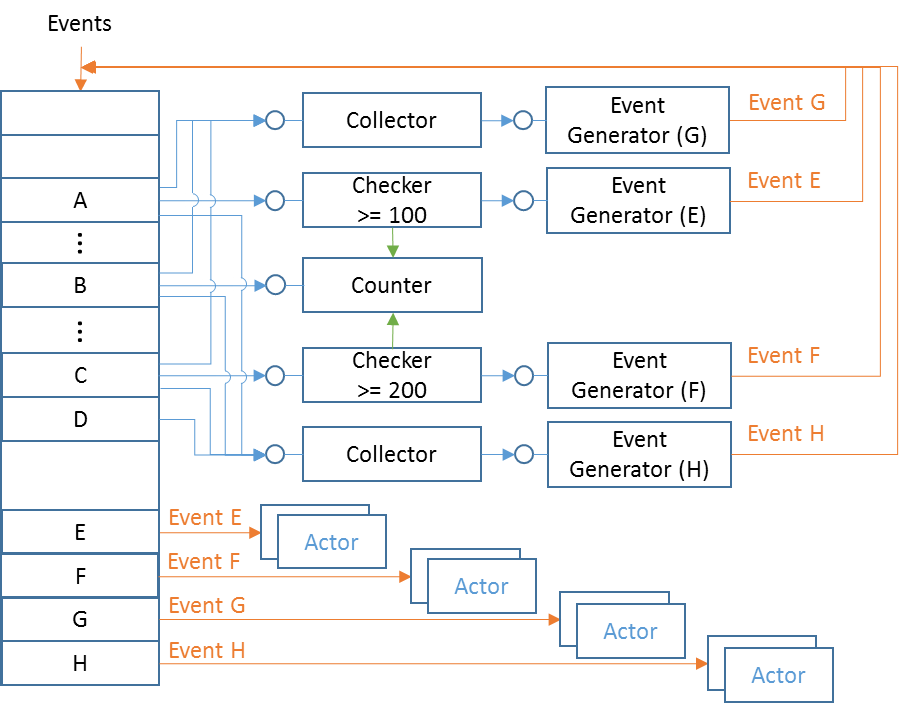 Events
Collector
Event
Generator (G)
Event G
A
Checker
>= 100
Event
Generator (E)
Event E
⋮
B
Counter
⋮
C
Checker
>= 200
Event
Generator (F)
Event F
D
Collector
Event
Generator (H)
Event H
E
Event E
Actor
F
Event F
Actor
G
Event G
Actor
H
Event H
Actor